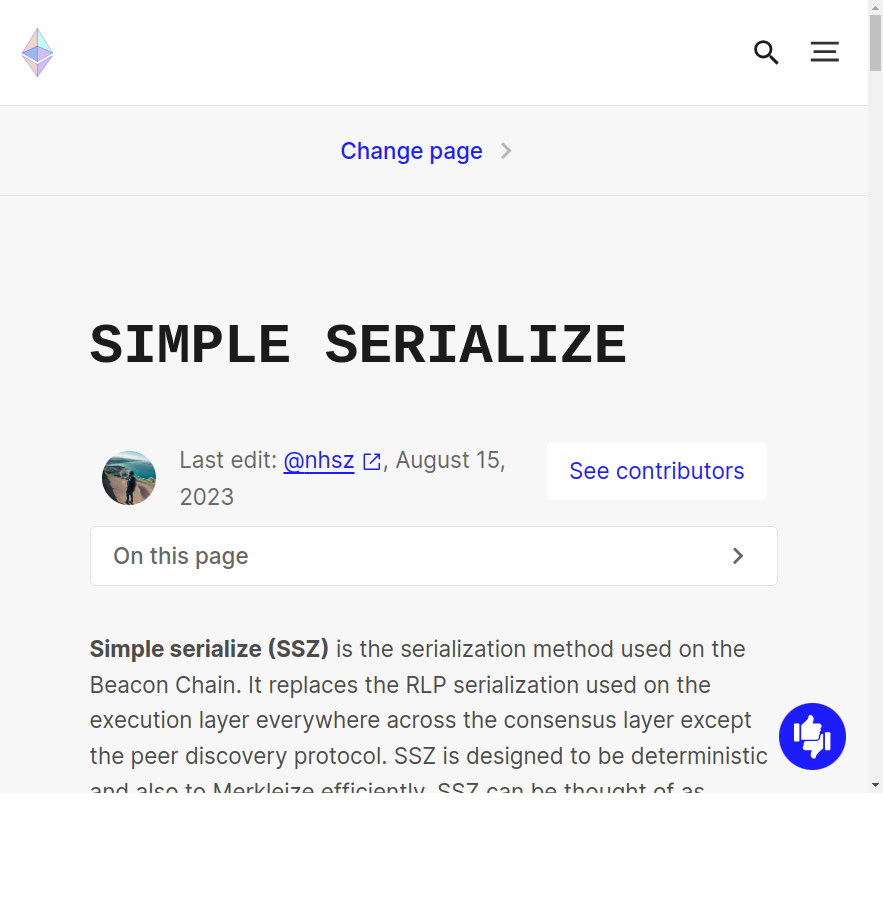 Change page
SIMPLE SERIALIZE
Last edit: @nhsz, August 15,
2023
See contributors
On this page
Simple serialize (SSZ) is the serialization method used on the
Beacon Chain. It replaces the RLP serialization used on the
execution layer everywhere across the consensus layer except
the peer discovery protocol. SSZ is designed to be deterministic
and also to Merkleize efficiently. SSZ can be thought of as